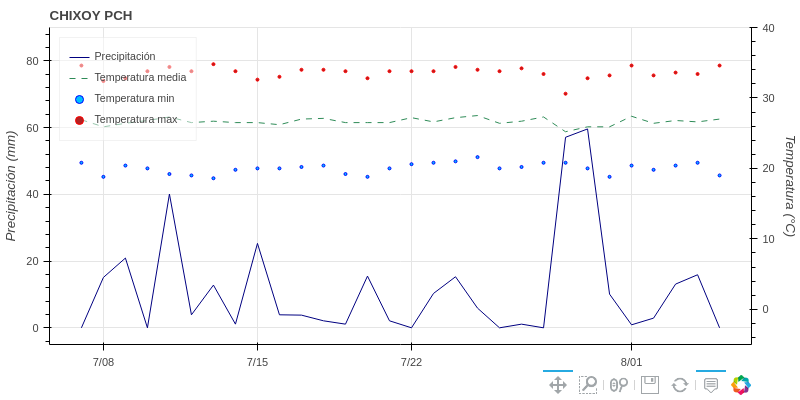 CHIXOY PCH
Precipitación
Temperatura media
Temperatura min
Temperatura max
Precipitación (mm)
80
60
40
20
0
Temperatura (°C)
40
30
20
10
0
7/08 7/15 7/22 8/01